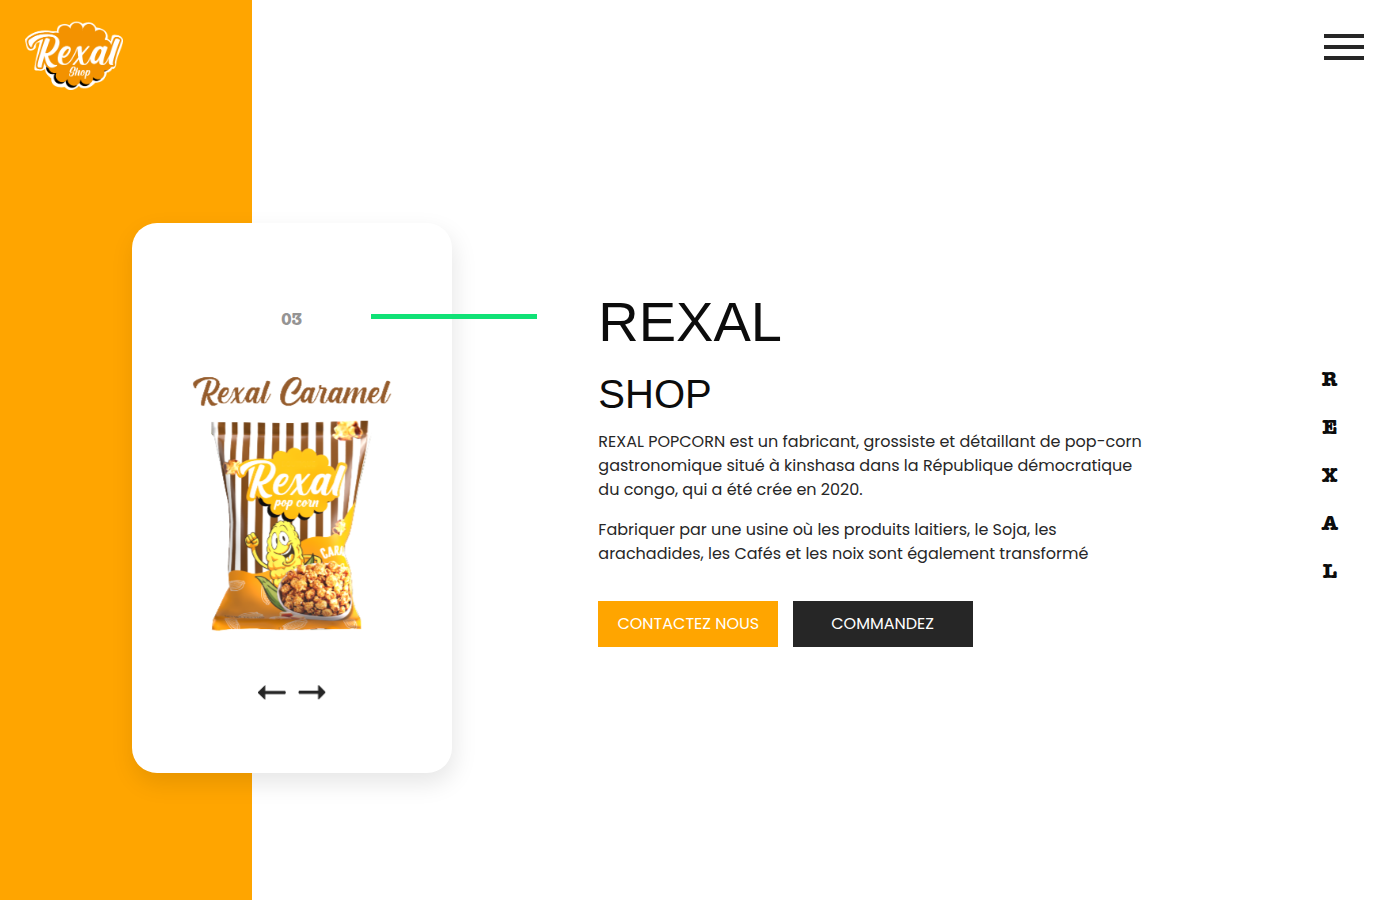 Rexal
Shop
03
Rexal Caramel
Rexal
pop corn
REXAL
SHOP
REXAL POPCORN est un fabricant, grossiste et détaillant de pop-corn
gastronomique situé à kinshasa dans la République démocratique
du congo, qui a été crée en 2020.
Fabriquer par une usine où les produits laitiers, le Soja, les
arachadides, les Cafés et les noix sont également transformé
CONTACTEZ NOUS
COMMANDEZ
R
E
X
A
L